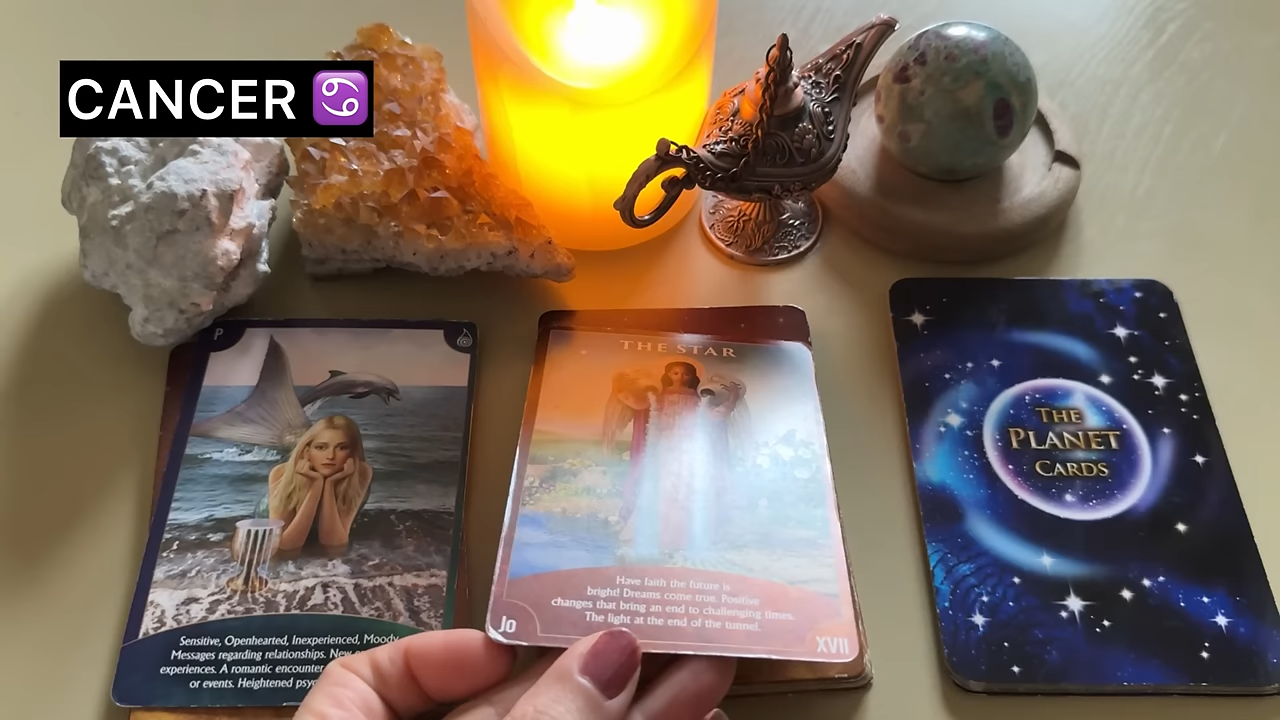 CANCER ♋
P
Sensitive, Openhearted, Inexperienced, Moody
Messages regarding relationships. New
experiences. A romantic encounter
or events. Heightened
THE STAR
Have faith the future is
bright! Dreams come true. Positive
changes that bring an end to challenging times.
The light at the end of the tunnel.
JO
XVII
THE
PLANET
CARDS